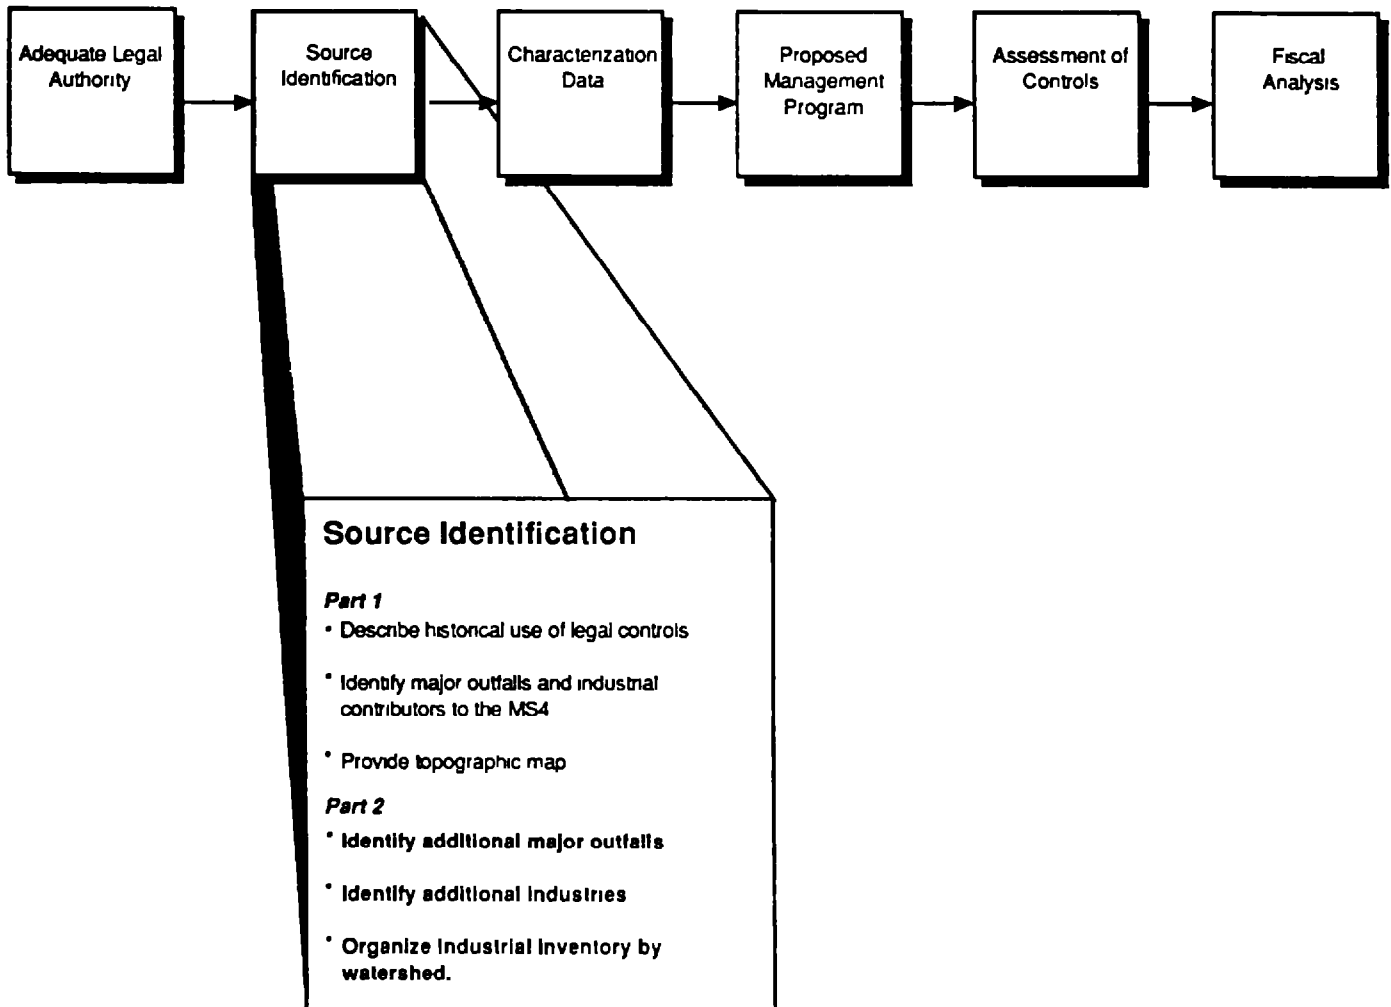 Adequate Legal
Authority
Source
Identification
Characterization
Data
Proposed
Management
Program
Assessment of
Controls
Fiscal
Analysis
Source Identification
Part 1
• Describe historical use of legal controls
• Identify major outfalls and industrial
contributors to the MS4
• Provide topographic map
Part 2
• Identify additional major outfalls
• Identify additional industries
• Organize industrial inventory by
watershed.